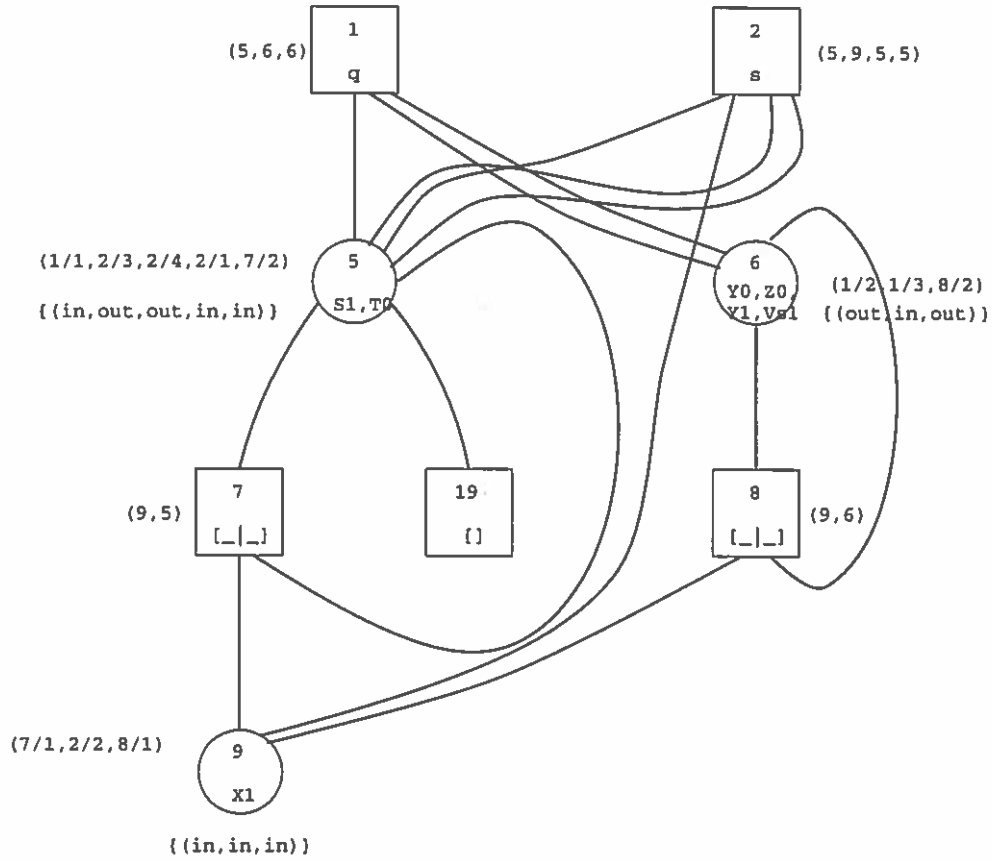 1
q
(5,6,6)
2
s
(5,9,5,5)
(1/1,2/3,2/4,2/1,7/2)
{(in,out,out,in,in)}
5
S1,T0
6
Y0,Z0,
Y1,Vs1
(1/2,1/3,8/2)
{(out,in,out)}
(9,5)
7
[_|_]
19
[]
8
[_|_]
(9,6)
(7/1,2/2,8/1)
9
X1
{(in,in,in)}